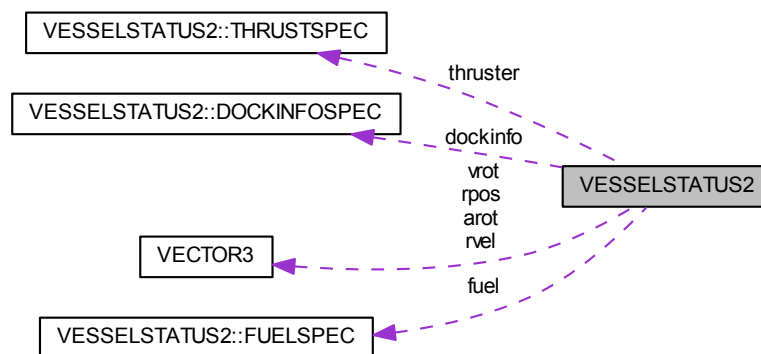 VESSELSTATUS2::THRUSTSPEC
thruster
VESSELSTATUS2::DOCKINFOSPEC
dockinfo
vrot
rpos
arot
rvel
VESSELSTATUS2
VECTOR3
fuel
VESSELSTATUS2::FUELSPEC